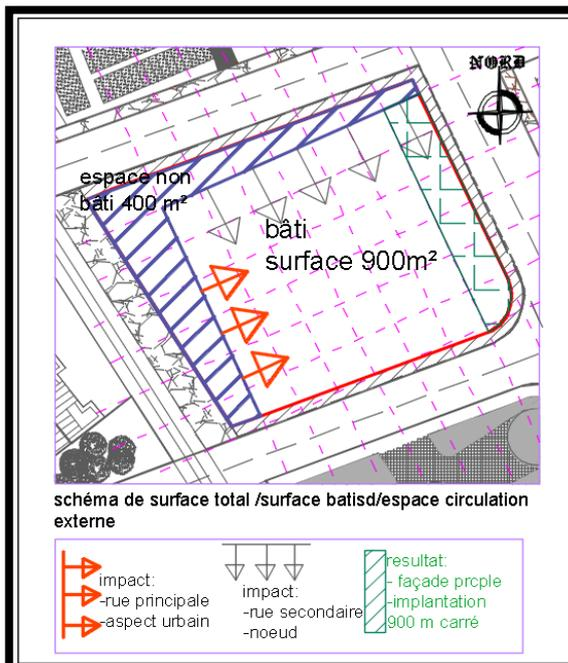 NORD
espace non
bâti 400 m²
bâti
surface 900m²
schéma de surface total /surface batisd/espace circulation
externe
impact:
-rue principale
-aspect urbain
impact:
-rue secondaire
-noeud
resultat:
- façade prcple
-implantation
900 m carré